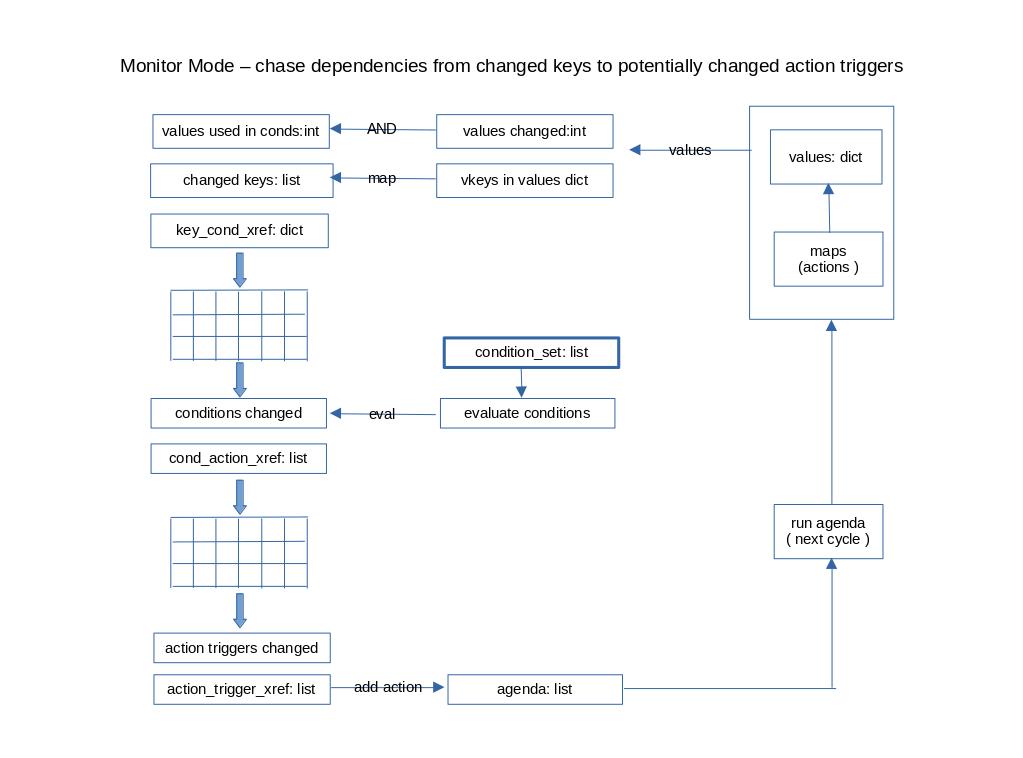 Monitor Mode – chase dependencies from changed keys to potentially changed action triggers
values used in conds:int
AND
values changed:int
values
values: dict
changed keys: list
map
vkeys in values dict
key_cond_xref: dict
maps
(actions )
condition_set: list
conditions changed
eval
evaluate conditions
cond_action_xref: list
run agenda
( next cycle )
action triggers changed
action_trigger_xref: list
add action
agenda: list